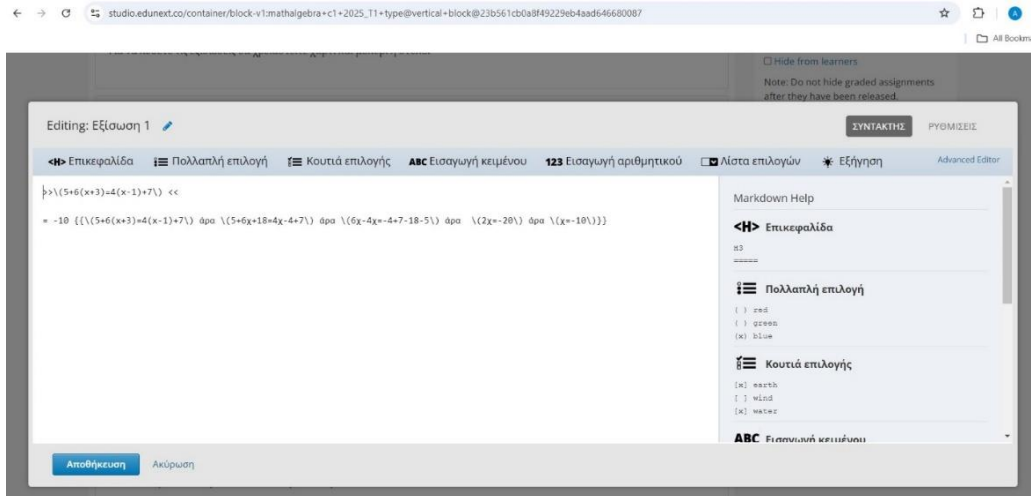 studio.edunext.co/container/block-v1:mathalgebra+c1+2025_T1+type@vertical+block@23b561cb0a8f49229eb4aad646680087
A
All Bookma
Hide from learners
Note: Do not hide graded assignments
after they have been released.
Editing: Εξίσωση 1
ΣΥΝΤΑΚΤΗΣ
ΡΥΘΜΙΣΕΙΣ
<H> Επικεφαλίδα
Πολλαπλή επιλογή
Κουτιά επιλογής
ABC Εισαγωγή κειμένου
123 Εισαγωγή αριθμητικού
Λίστα επιλογών
Εξήγηση
Advanced Editor
>>\(5+6(x+3)=4(x-1)+7\) <<
= -10 {{\(5+6(x+3)=4(x-1)+7\) άρα \(5+6χ+18=4χ-4+7\) άρα \(6χ-4χ=-4+7-18-5\) άρα \(2χ=-20\) άρα \(χ=-10\)}}
Markdown Help
<H> Επικεφαλίδα
H3
=====
Πολλαπλή επιλογή
( ) red
( ) green
(x) blue
Κουτιά επιλογής
[x] earth
[ ] wind
[x] water
ABC Εισαγωγή κειμένου
Αποθήκευση
Ακύρωση